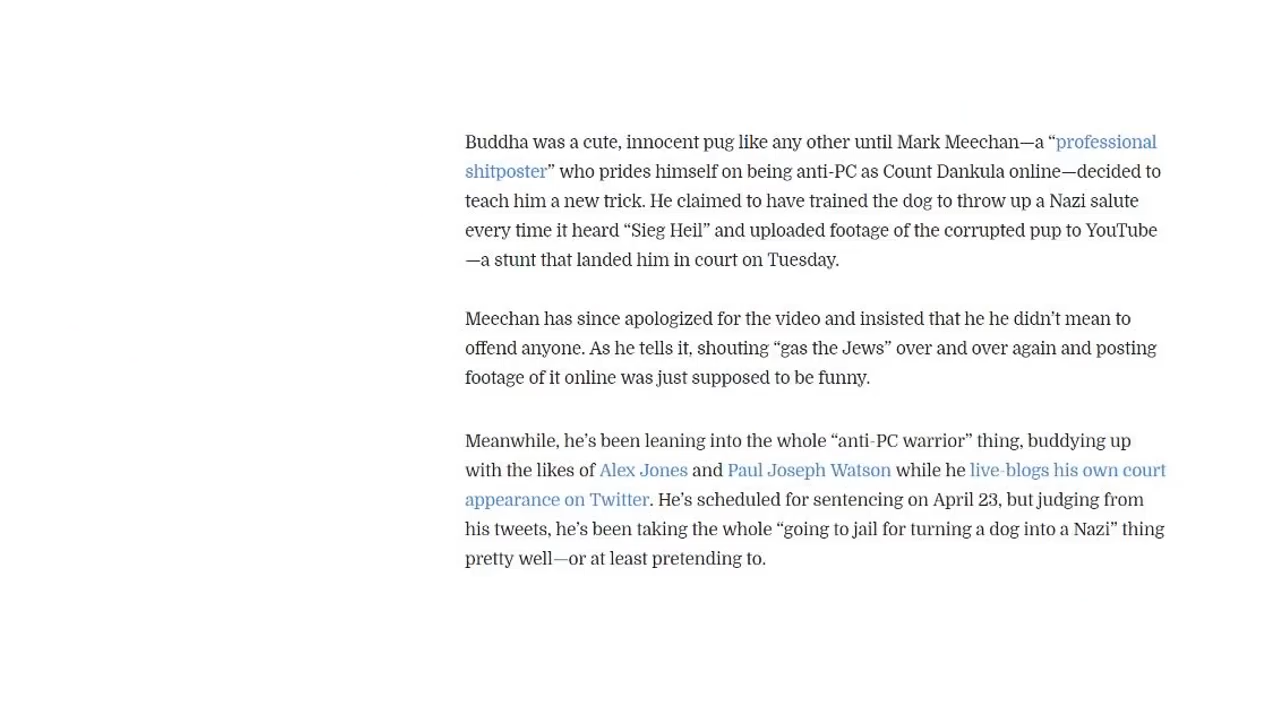 Buddha was a cute, innocent pug like any other until Mark Meechan—a “professional
shitposter” who prides himself on being anti-PC as Count Dankula online—decided to
teach him a new trick. He claimed to have trained the dog to throw up a Nazi salute
every time it heard “Sieg Heil” and uploaded footage of the corrupted pup to YouTube
—a stunt that landed him in court on Tuesday.
Meechan has since apologized for the video and insisted that he he didn’t mean to
offend anyone. As he tells it, shouting “gas the Jews” over and over again and posting
footage of it online was just supposed to be funny.
Meanwhile, he’s been leaning into the whole “anti-PC warrior” thing, buddying up
with the likes of Alex Jones and Paul Joseph Watson while he live-blogs his own court
appearance on Twitter. He’s scheduled for sentencing on April 23, but judging from
his tweets, he’s been taking the whole “going to jail for turning a dog into a Nazi” thing
pretty well—or at least pretending to.